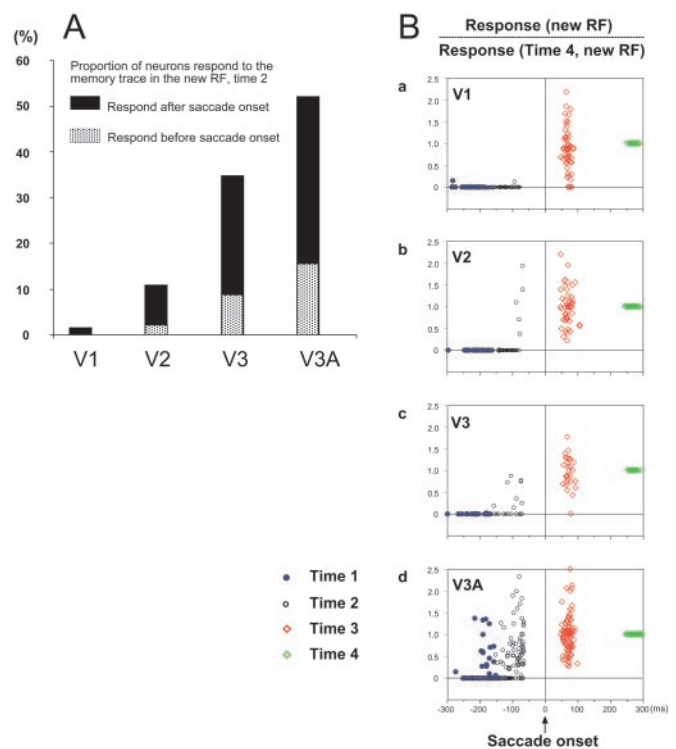 A
(%)
Proportion of neurons respond to the
memory trace in the new RF, time 2
Respond after saccade onset
Respond before saccade onset
60
50
40
30
20
10
0
V1 V2 V3 V3A
B
Response (new RF)
Response (Time 4, new RF)
a
V1
2.5
2.0
1.5
1.0
0.5
0
b
V2
2.5
2.0
1.5
1.0
0.5
0
c
V3
2.5
2.0
1.5
1.0
0.5
0
d
V3A
2.5
2.0
1.5
1.0
0.5
0
-300 -200 -100 0 100 200 300 (ms)
Saccade onset
Time 1
Time 2
Time 3
Time 4